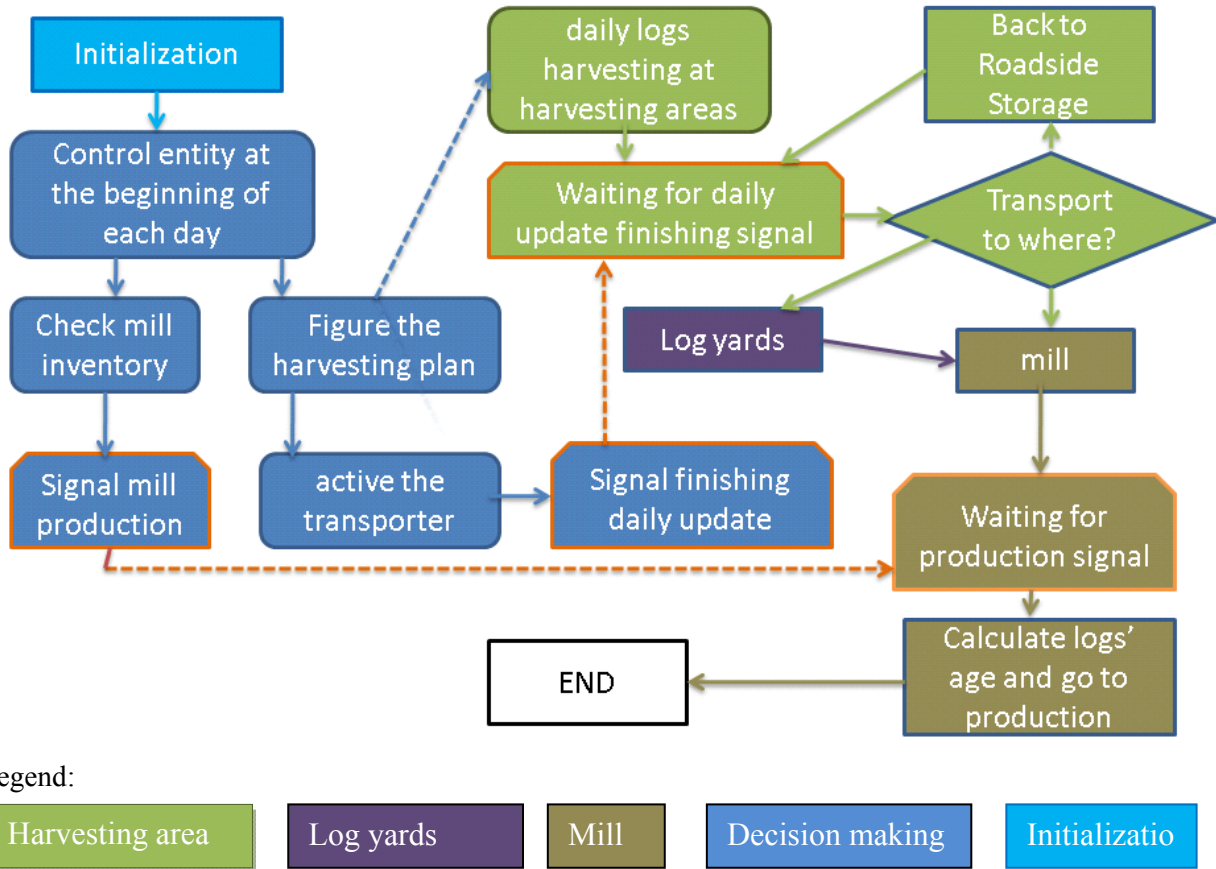 Initialization
Control entity at
the beginning of
each day
Check mill
inventory
Figure the
harvesting plan
Signal mill
production
active the
transporter
Signal finishing
daily update
daily logs
harvesting at
harvesting areas
Waiting for daily
update finishing signal
Back to
Roadside
Storage
Transport
to where?
Log yards
mill
Waiting for
production signal
Calculate logs'
age and go to
production
END
egend:
Harvesting area
Log yards
Mill
Decision making
Initializatio